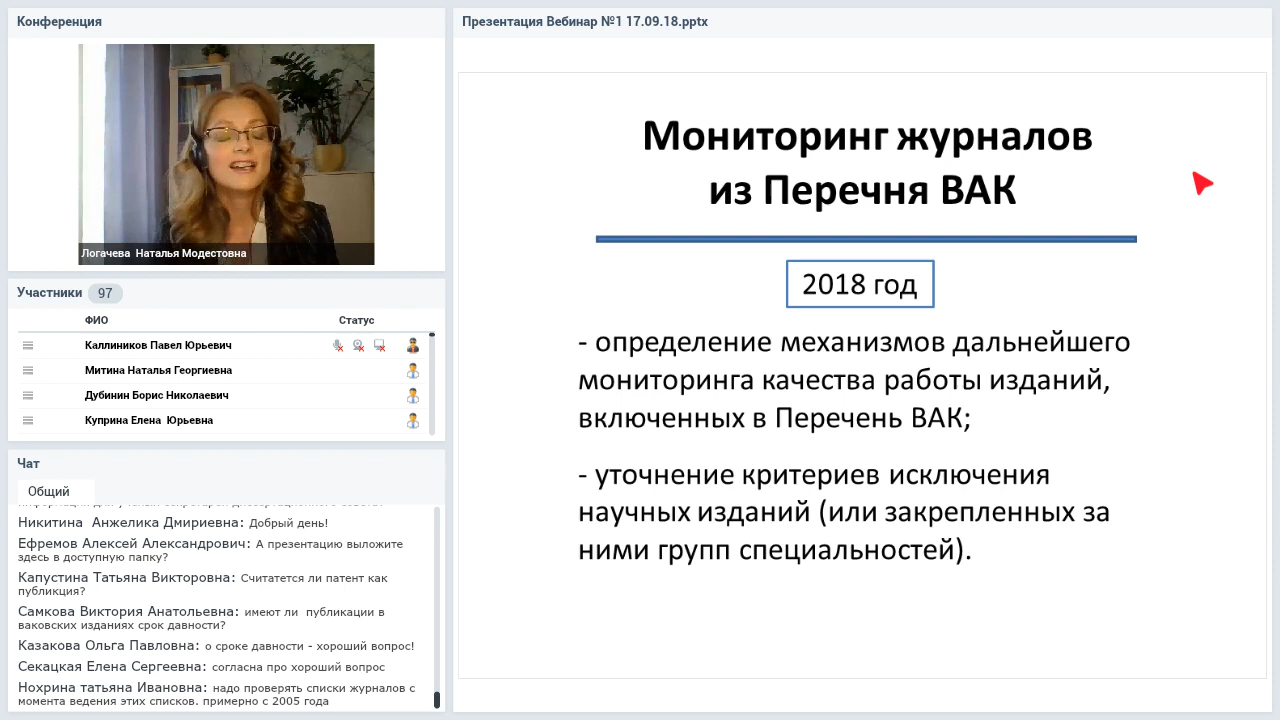 Конференция
Логачева Наталья Модестовна
Участники 97
ФИО Статус
Каллиников Павел Юрьевич
Митина Наталья Георгиевна
Дубинин Борис Николаевич
Куприна Елена Юрьевна
Чат
Общий
Никитина Анжелика Дмириевна: Добрый день!
Ефремов Алексей Александрович: А презентацию выложите
здесь в доступную папку?
Капустина Татьяна Викторовна: Считатется ли патент как
публикция?
Самкова Виктория Анатольевна: имеют ли публикации в
ваковских изданиях срок давности?
Казакова Ольга Павловна: о сроке давности - хороший вопрос!
Секацкая Елена Сергеевна: согласна про хороший вопрос
Нохрина татьяна Ивановна: надо проверять списки журналов с
момента ведения этих списков. примерно с 2005 года
Презентация Вебинар №1 17.09.18.pptx
Мониторинг журналов
из Перечня ВАК
2018 год
- определение механизмов дальнейшего
мониторинга качества работы изданий,
включенных в Перечень ВАК;
- уточнение критериев исключения
научных изданий (или закрепленных за
ними групп специальностей).